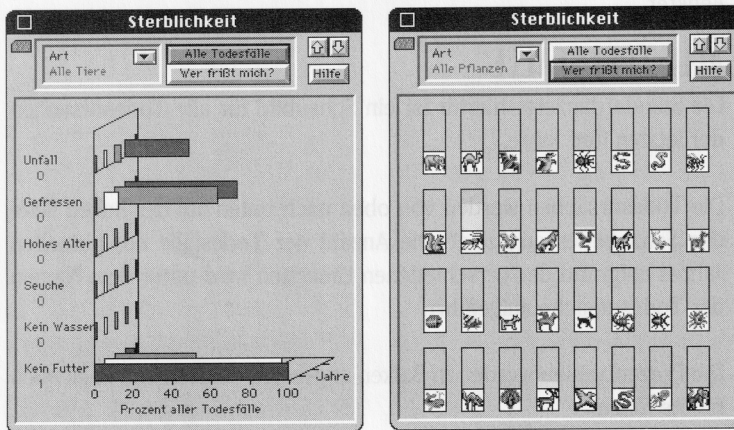 Sterblichkeit
Art
Alle Tiere
Alle Todesfälle
Wer frißt mich?
Hilfe
Unfall
0
Gefressen
0
Hohes Alter
0
Seuche
0
Kein Wasser
0
Kein Futter
1
0 20 40 60 80 100
Jahre
Prozent aller Todesfälle
Sterblichkeit
Art
Alle Pflanzen
Alle Todesfälle
Wer frißt mich?
Hilfe